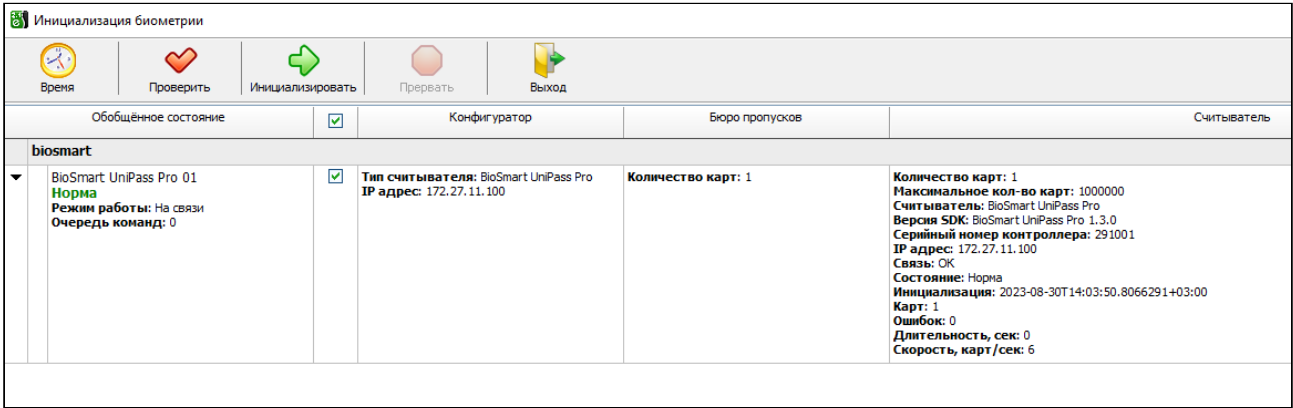 Инициализация биометрии
Время
Проверить
Инициализировать
Прервать
Выход
Обобщённое состояние
Конфигуратор
Бюро пропусков
Считыватель
biosmart
BioSmart UniPass Pro 01
Норма
Режим работы: На связи
Очередь команд: 0
Тип считывателя: BioSmart UniPass Pro
IP адрес: 172.27.11.100
Количество карт: 1
Количество карт: 1
Максимальное кол-во карт: 1000000
Считыватель: BioSmart UniPass Pro
Версия SDK: BioSmart UniPass Pro 1.3.0
Серийный номер контроллера: 291001
IP адрес: 172.27.11.100
Связь: ОК
Состояние: Норма
Инициализация: 2023-08-30T14:03:50.8066291+03:00
Карт: 1
Ошибок: 0
Длительность, сек: 0
Скорость, карт/сек: 6